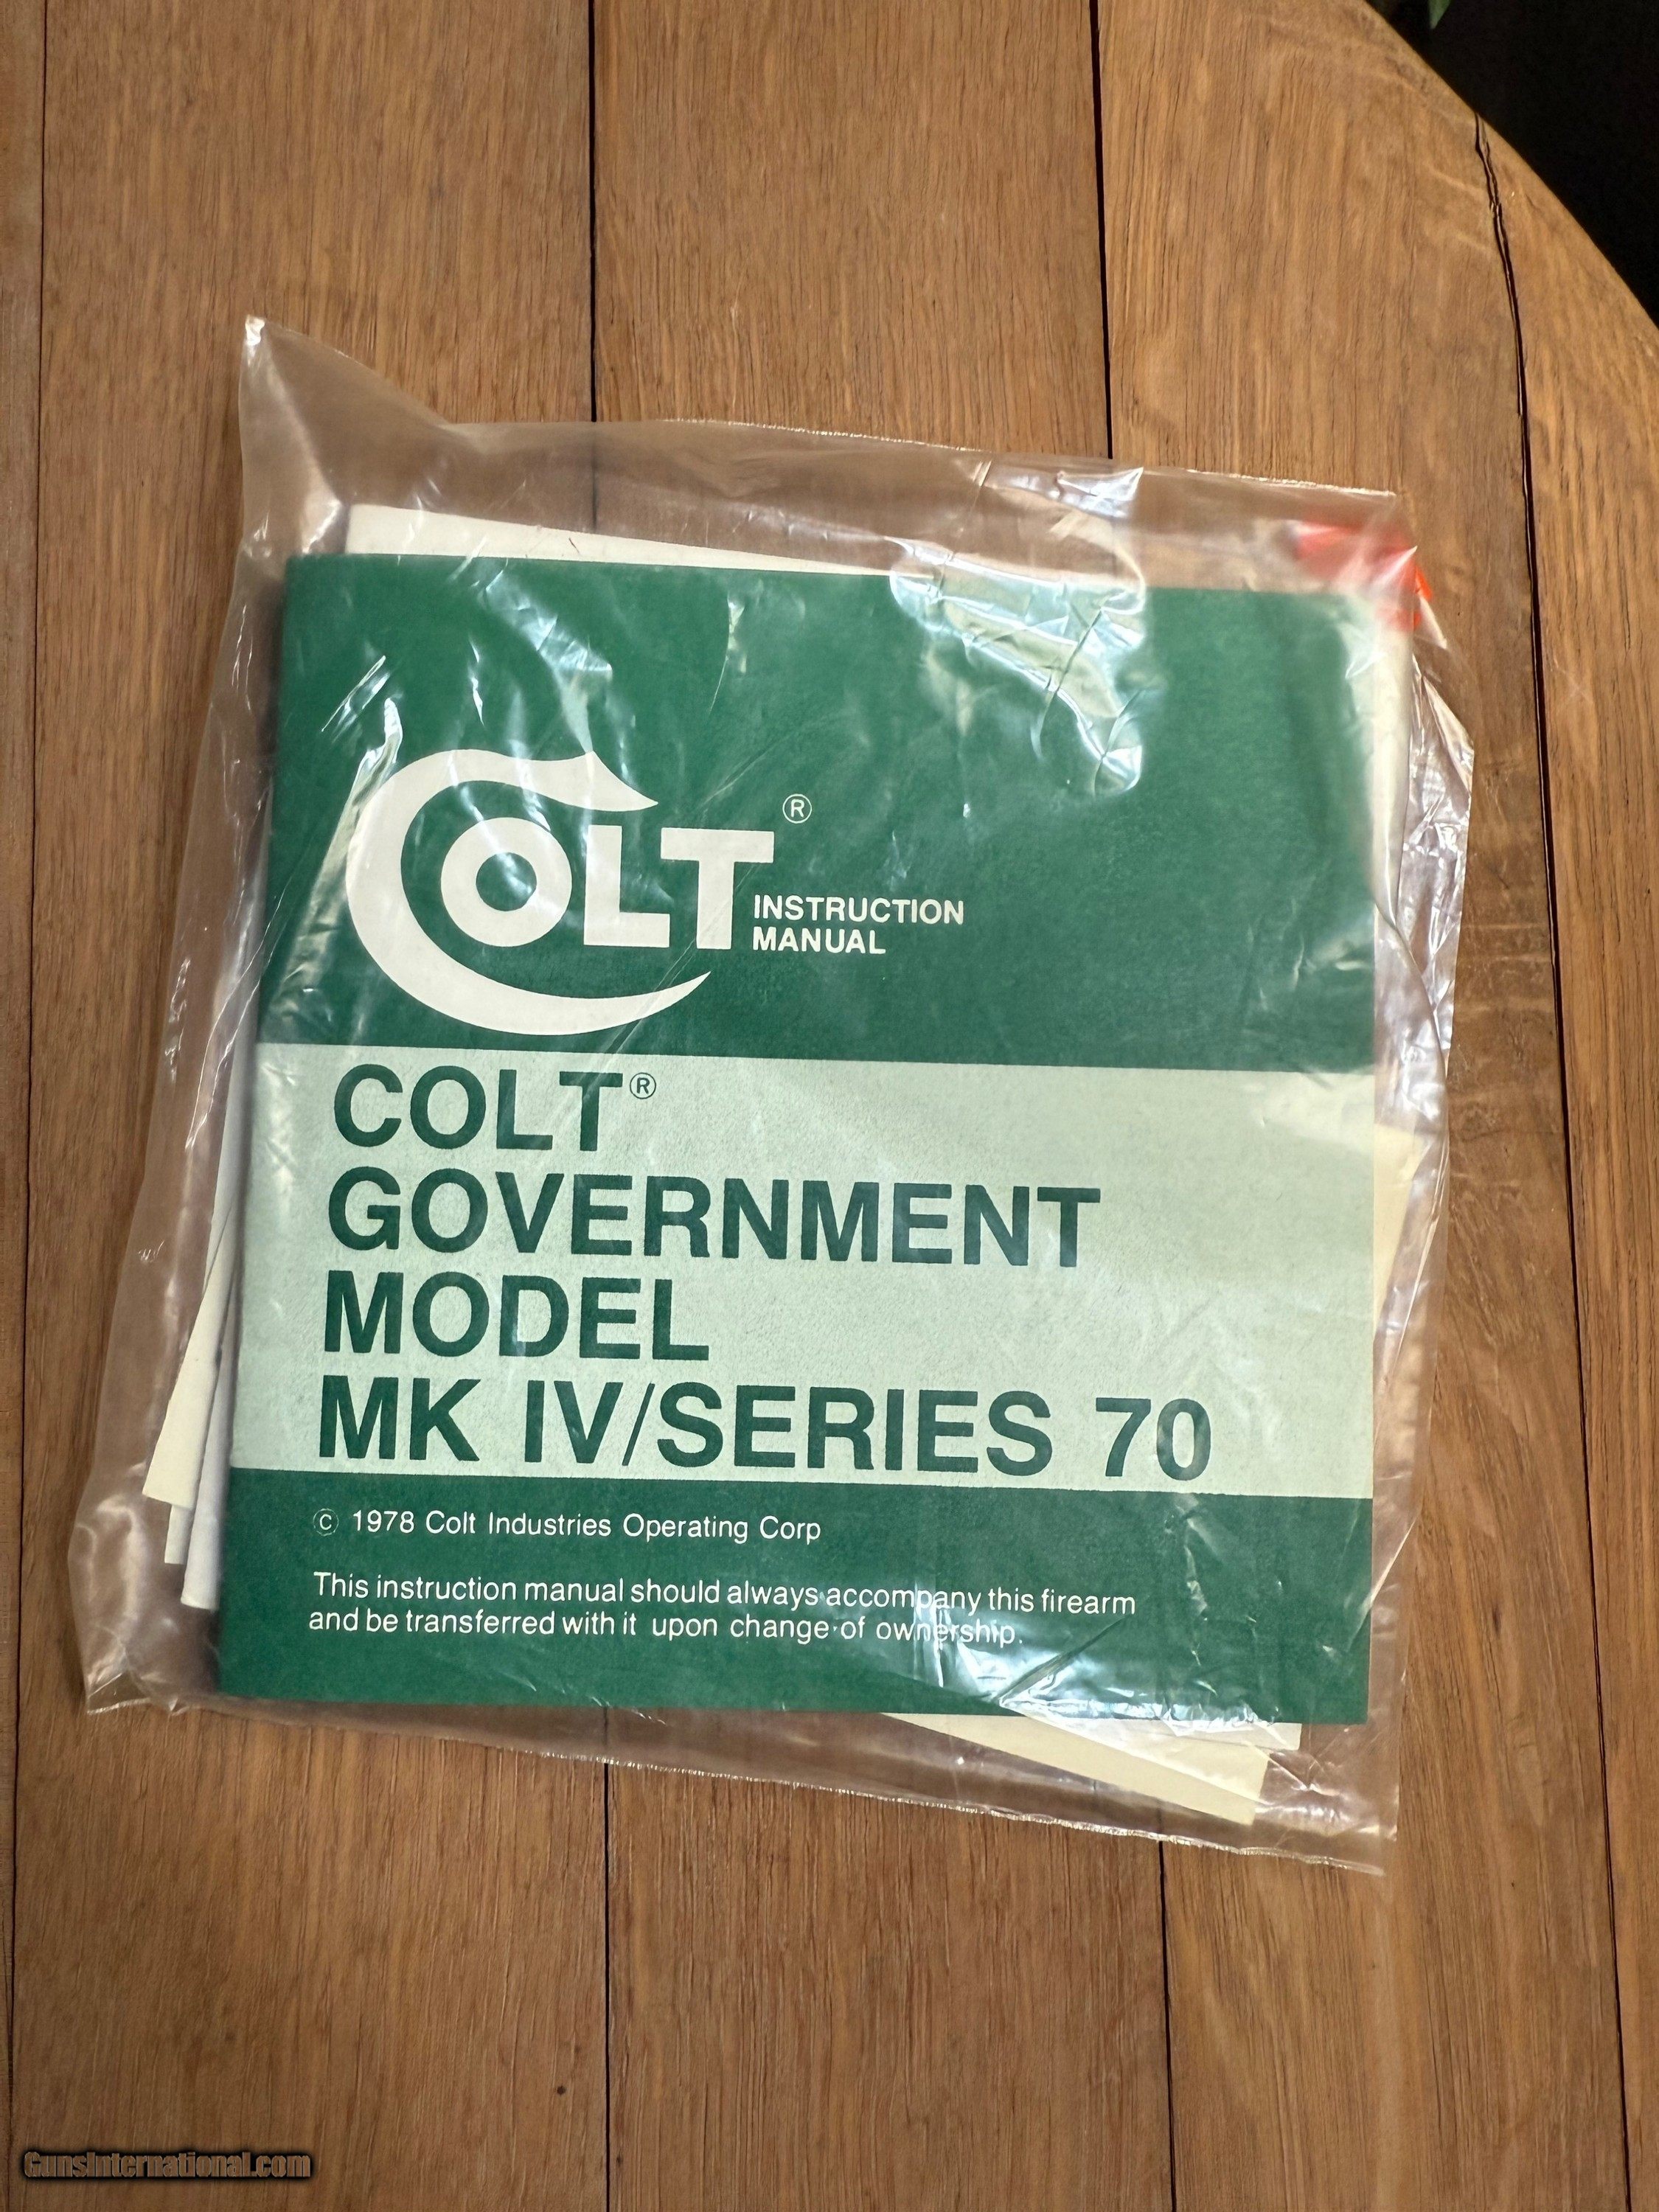 COLT®
INSTRUCTION
MANUAL
COLT®
GOVERNMENT
MODEL
MK IV/SERIES 70
© 1978 Colt Industries Operating Corp
This instruction manual should always accompany this firearm
and be transferred with it upon change of ownership.
GunsInternational.com